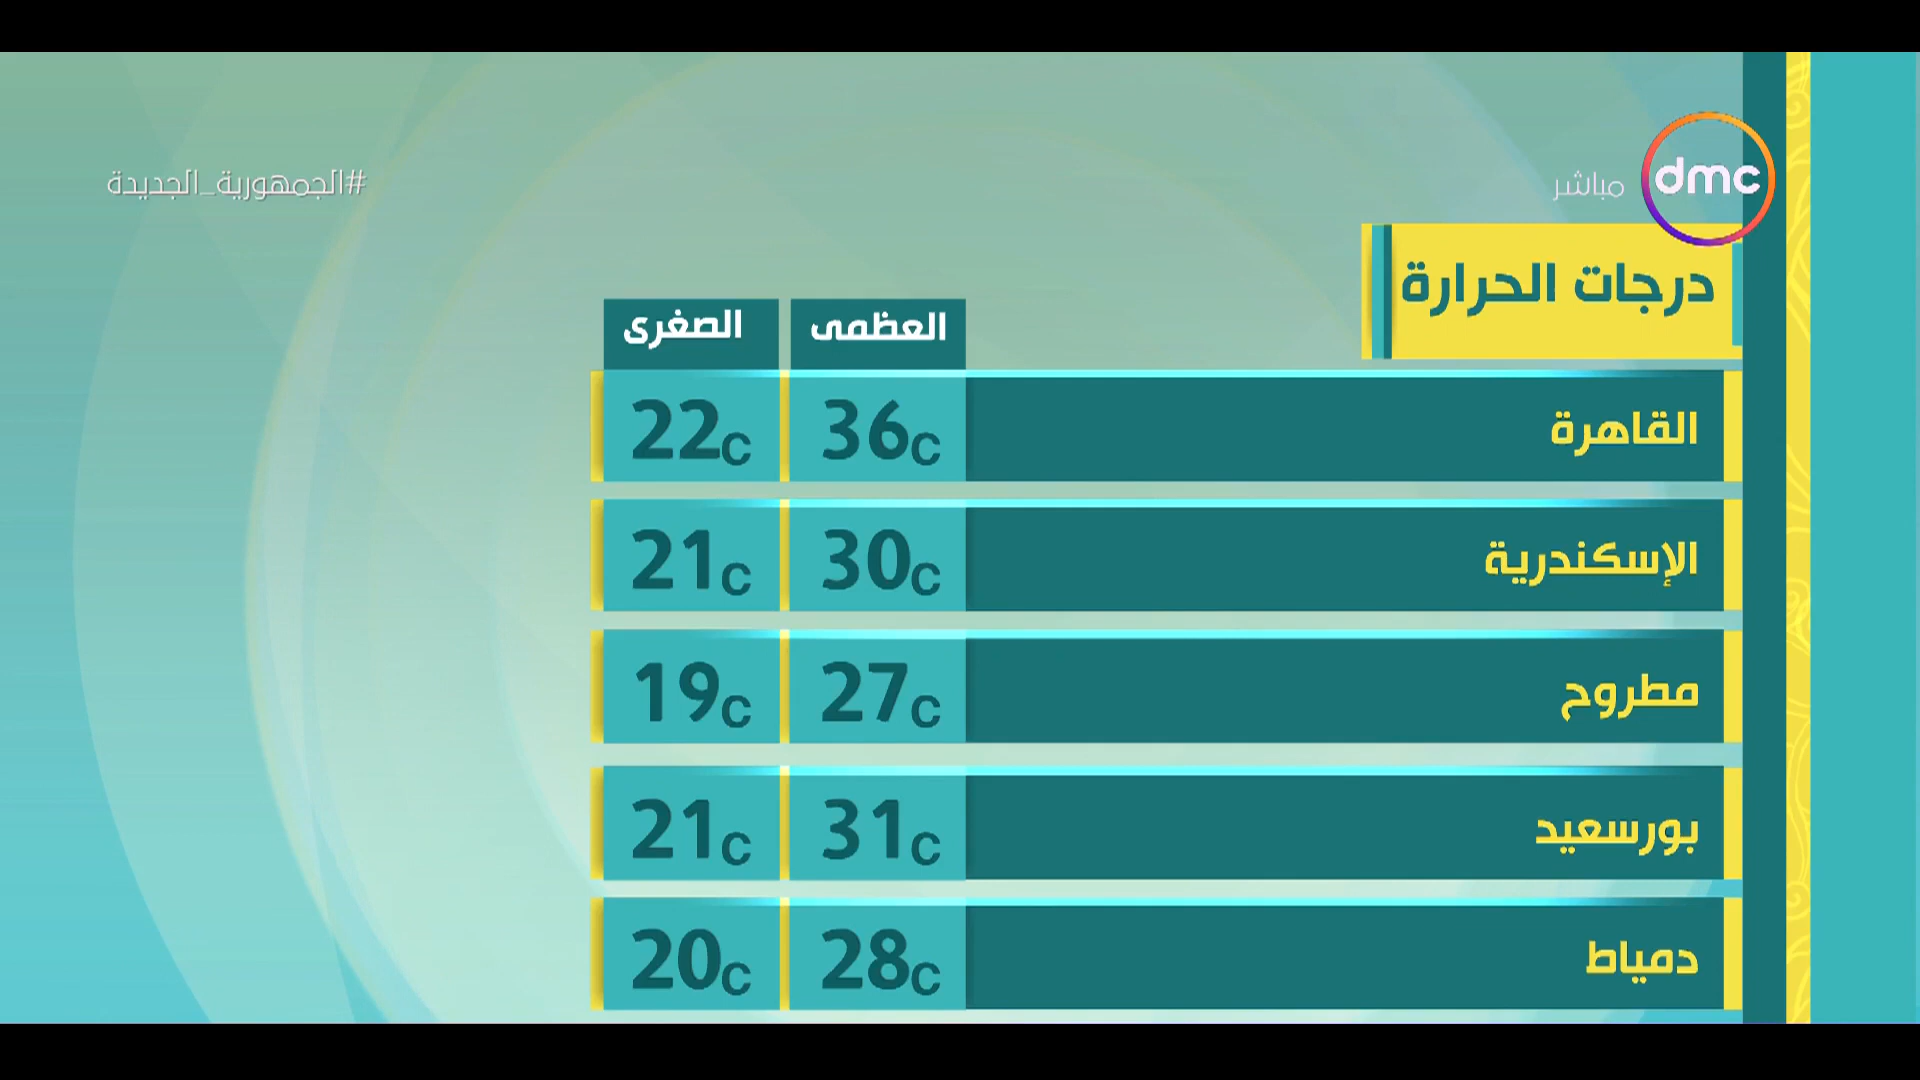 dmc
مباشر
#الجمهورية_الجديدة
درجات الحرارة
العظمى الصغرى
القاهرة 36c 22c
الإسكندرية 30c 21c
مطروح 27c 19c
بورسعيد 31c 21c
دمياط 28c 20c